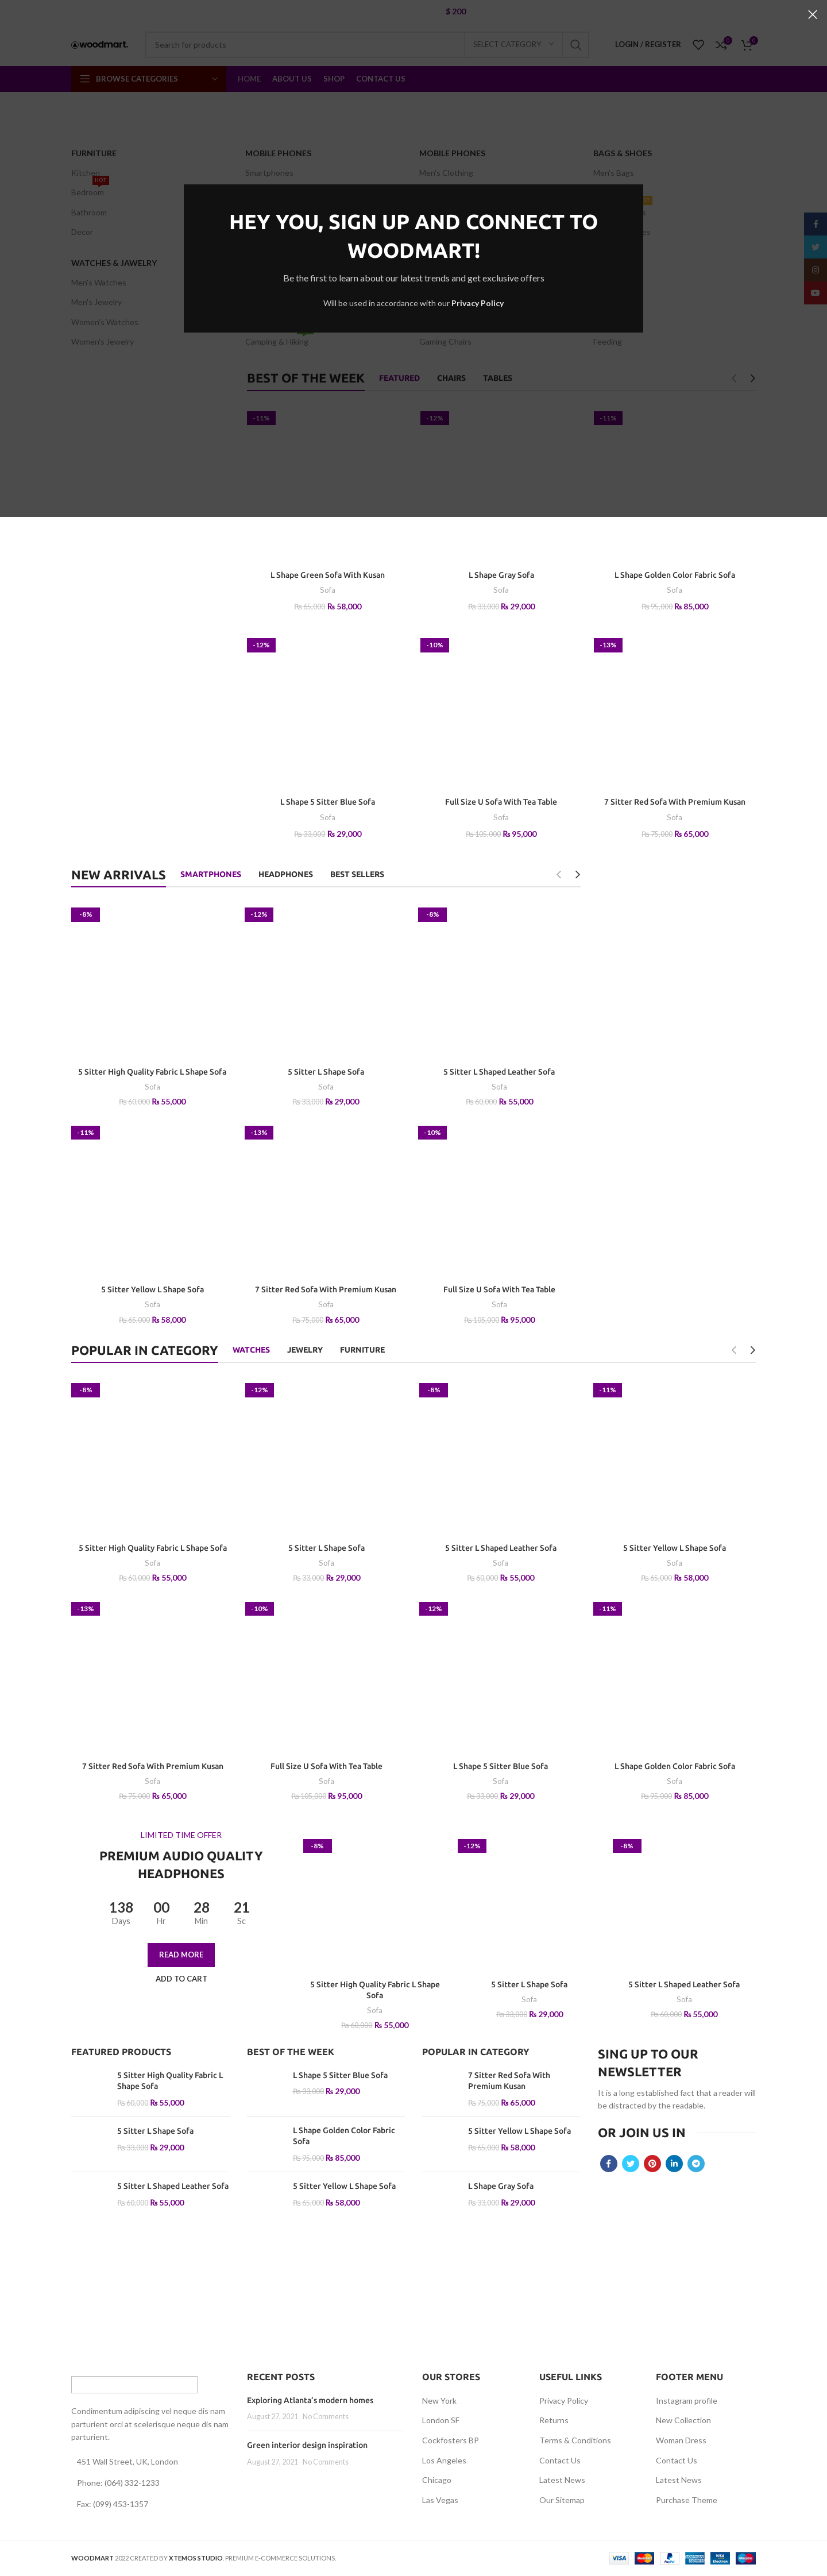 $ 200
woodmart.
Search for products
SELECT CATEGORY
LOGIN / REGISTER
0
0
BROWSE CATEGORIES
HOME
ABOUT US
SHOP
CONTACT US
FURNITURE
MOBILE PHONES
MOBILE PHONES
BAGS & SHOES
Kitchen
Smartphones
Men's Clothing
Men's Bags
HOT
Bedroom
Bathroom
Decor
HEY YOU, SIGN UP AND CONNECT TO
WOODMART!
Be the first to learn about our latest trends and get exclusive offers
Will be used in accordance with our Privacy Policy
WATCHES & JEWELRY
Men's Watches
Men's Jewelry
Women's Watches
Women's Jewelry
Camping & Hiking
Gaming Chairs
Feeding
BEST OF THE WEEK
FEATURED
CHAIRS
TABLES
-11%
-12%
-11%
L Shape Green Sofa With Kusan
L Shape Gray Sofa
L Shape Golden Color Fabric Sofa
Sofa
Sofa
Sofa
₨ 65,000 ₨ 58,000
₨ 33,000 ₨ 29,000
₨ 95,000 ₨ 85,000
-12%
-10%
-13%
L Shape 5 Sitter Blue Sofa
Full Size U Sofa With Tea Table
7 Sitter Red Sofa With Premium Kusan
Sofa
Sofa
Sofa
₨ 33,000 ₨ 29,000
₨ 105,000 ₨ 95,000
₨ 75,000 ₨ 65,000
NEW ARRIVALS
SMARTPHONES
HEADPHONES
BEST SELLERS
-8%
-12%
-8%
5 Sitter High Quality Fabric L Shape Sofa
5 Sitter L Shape Sofa
5 Sitter L Shaped Leather Sofa
Sofa
Sofa
Sofa
₨ 60,000 ₨ 55,000
₨ 33,000 ₨ 29,000
₨ 60,000 ₨ 55,000
-11%
-13%
-10%
5 Sitter Yellow L Shape Sofa
7 Sitter Red Sofa With Premium Kusan
Full Size U Sofa With Tea Table
Sofa
Sofa
Sofa
₨ 65,000 ₨ 58,000
₨ 75,000 ₨ 65,000
₨ 105,000 ₨ 95,000
POPULAR IN CATEGORY
WATCHES
JEWELRY
FURNITURE
-8%
-12%
-8%
-11%
5 Sitter High Quality Fabric L Shape Sofa
5 Sitter L Shape Sofa
5 Sitter L Shaped Leather Sofa
5 Sitter Yellow L Shape Sofa
Sofa
Sofa
Sofa
Sofa
₨ 60,000 ₨ 55,000
₨ 33,000 ₨ 29,000
₨ 60,000 ₨ 55,000
₨ 65,000 ₨ 58,000
-13%
-10%
-12%
-11%
7 Sitter Red Sofa With Premium Kusan
Full Size U Sofa With Tea Table
L Shape 5 Sitter Blue Sofa
L Shape Golden Color Fabric Sofa
Sofa
Sofa
Sofa
Sofa
₨ 75,000 ₨ 65,000
₨ 105,000 ₨ 95,000
₨ 33,000 ₨ 29,000
₨ 95,000 ₨ 85,000
LIMITED TIME OFFER
PREMIUM AUDIO QUALITY
HEADPHONES
138 00 28 21
Days Hr Min Sc
READ MORE
ADD TO CART
-8%
-12%
-8%
5 Sitter High Quality Fabric L Shape
Sofa
Sofa
₨ 60,000 ₨ 55,000
5 Sitter L Shape Sofa
Sofa
₨ 33,000 ₨ 29,000
5 Sitter L Shaped Leather Sofa
Sofa
₨ 60,000 ₨ 55,000
FEATURED PRODUCTS
5 Sitter High Quality Fabric L
Shape Sofa
₨ 60,000 ₨ 55,000
5 Sitter L Shape Sofa
₨ 33,000 ₨ 29,000
5 Sitter L Shaped Leather Sofa
₨ 60,000 ₨ 55,000
BEST OF THE WEEK
L Shape 5 Sitter Blue Sofa
₨ 33,000 ₨ 29,000
L Shape Golden Color Fabric
Sofa
₨ 95,000 ₨ 85,000
5 Sitter Yellow L Shape Sofa
₨ 65,000 ₨ 58,000
POPULAR IN CATEGORY
7 Sitter Red Sofa With
Premium Kusan
₨ 75,000 ₨ 65,000
5 Sitter Yellow L Shape Sofa
₨ 65,000 ₨ 58,000
L Shape Gray Sofa
₨ 33,000 ₨ 29,000
SING UP TO OUR
NEWSLETTER
It is a long established fact that a reader will
be distracted by the readable.
OR JOIN US IN
Condimentum adipiscing vel neque dis nam
parturient orci at scelerisque neque dis nam
parturient.
451 Wall Street, UK, London
Phone: (064) 332-1233
Fax: (099) 453-1357
RECENT POSTS
Exploring Atlanta's modern homes
August 27, 2021 No Comments
Green interior design inspiration
August 27, 2021 No Comments
OUR STORES
New York
London SF
Cockfosters BP
Los Angeles
Chicago
Las Vegas
USEFUL LINKS
Privacy Policy
Returns
Terms & Conditions
Contact Us
Latest News
Our Sitemap
FOOTER MENU
Instagram profile
New Collection
Woman Dress
Contact Us
Latest News
Purchase Theme
WOODMART 2022 CREATED BY XTEMOS STUDIO. PREMIUM E-COMMERCE SOLUTIONS.
VISA
PayPal